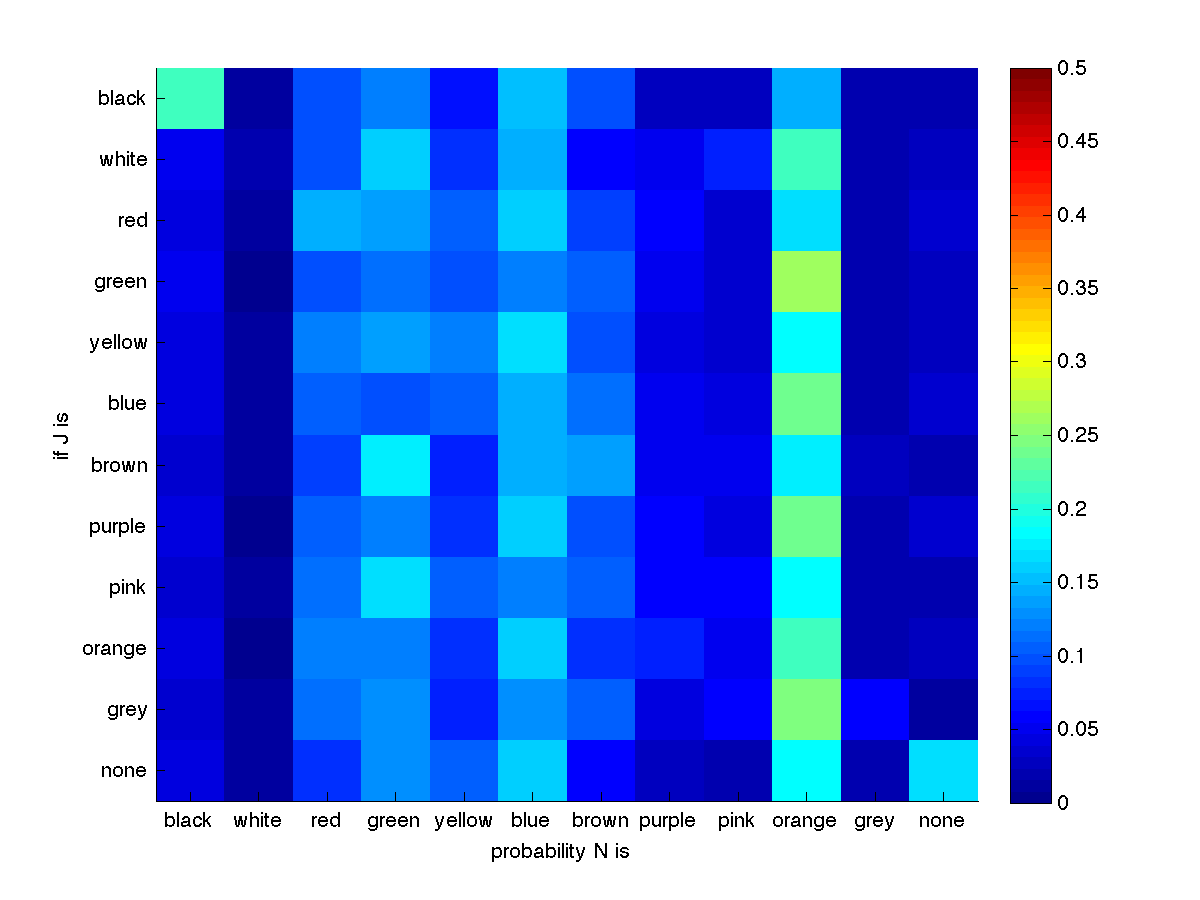 black
white
red
green
yellow
blue
brown
purple
pink
orange
grey
none
if J is
black white red green yellow blue brown purple pink orange grey none
probability N is
0.5
0.45
0.4
0.35
0.3
0.25
0.2
0.15
0.1
0.05
0